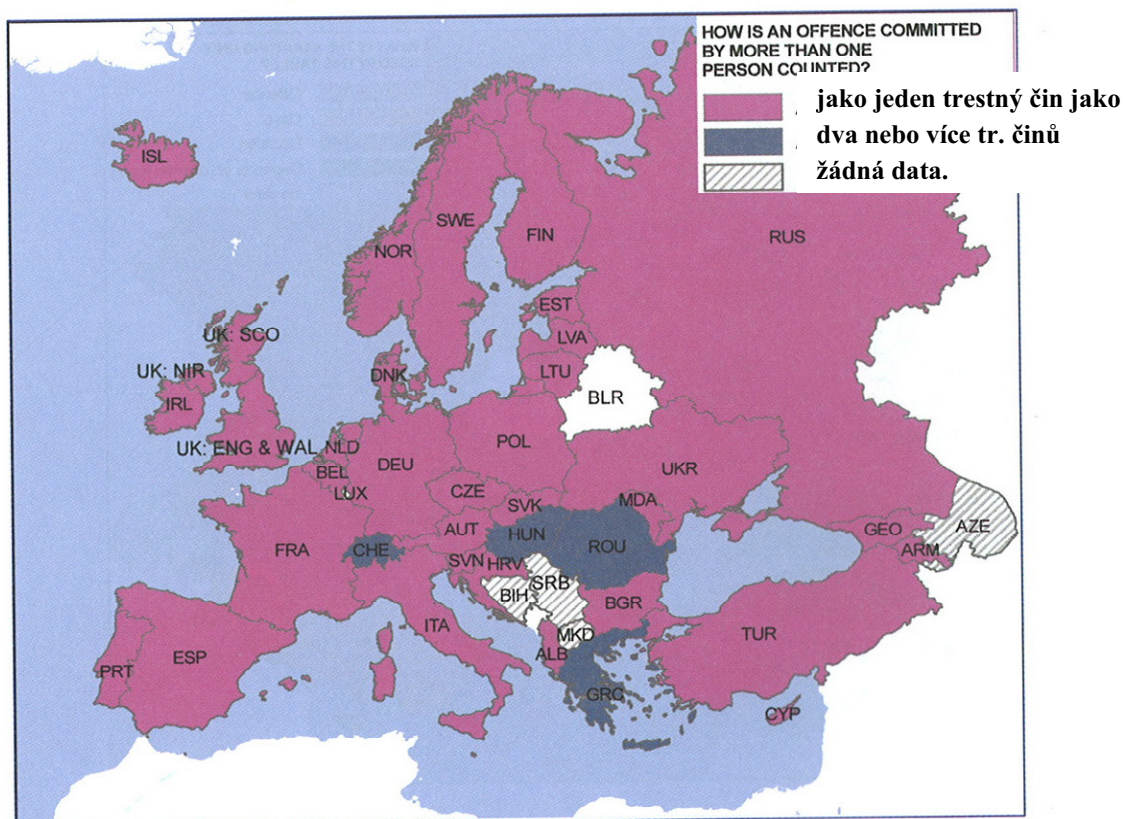 HOW IS AN OFFENCE COMMITTED
BY MORE THAN ONE
PERSON COUNTED?
jako jeden trestný čin jako
dva nebo více tr. činů
žádná data.
ISL
SWE
FIN
NOR
RUS
EST
UK: SCO
LVA
UK: NIR
DNK
LTU
IRL
BLR
UK: ENG & WAL
NLD
POL
DEU
BEL
UKR
LUX
CZE
SVK
MDA
AUT
HUN
GEO
AZE
FRA
CHE
ROU
ARM
SVN
HRV
SRB
BIH
BGR
ITA
MKD
TUR
ESP
ALB
PRT
GRC
CYP